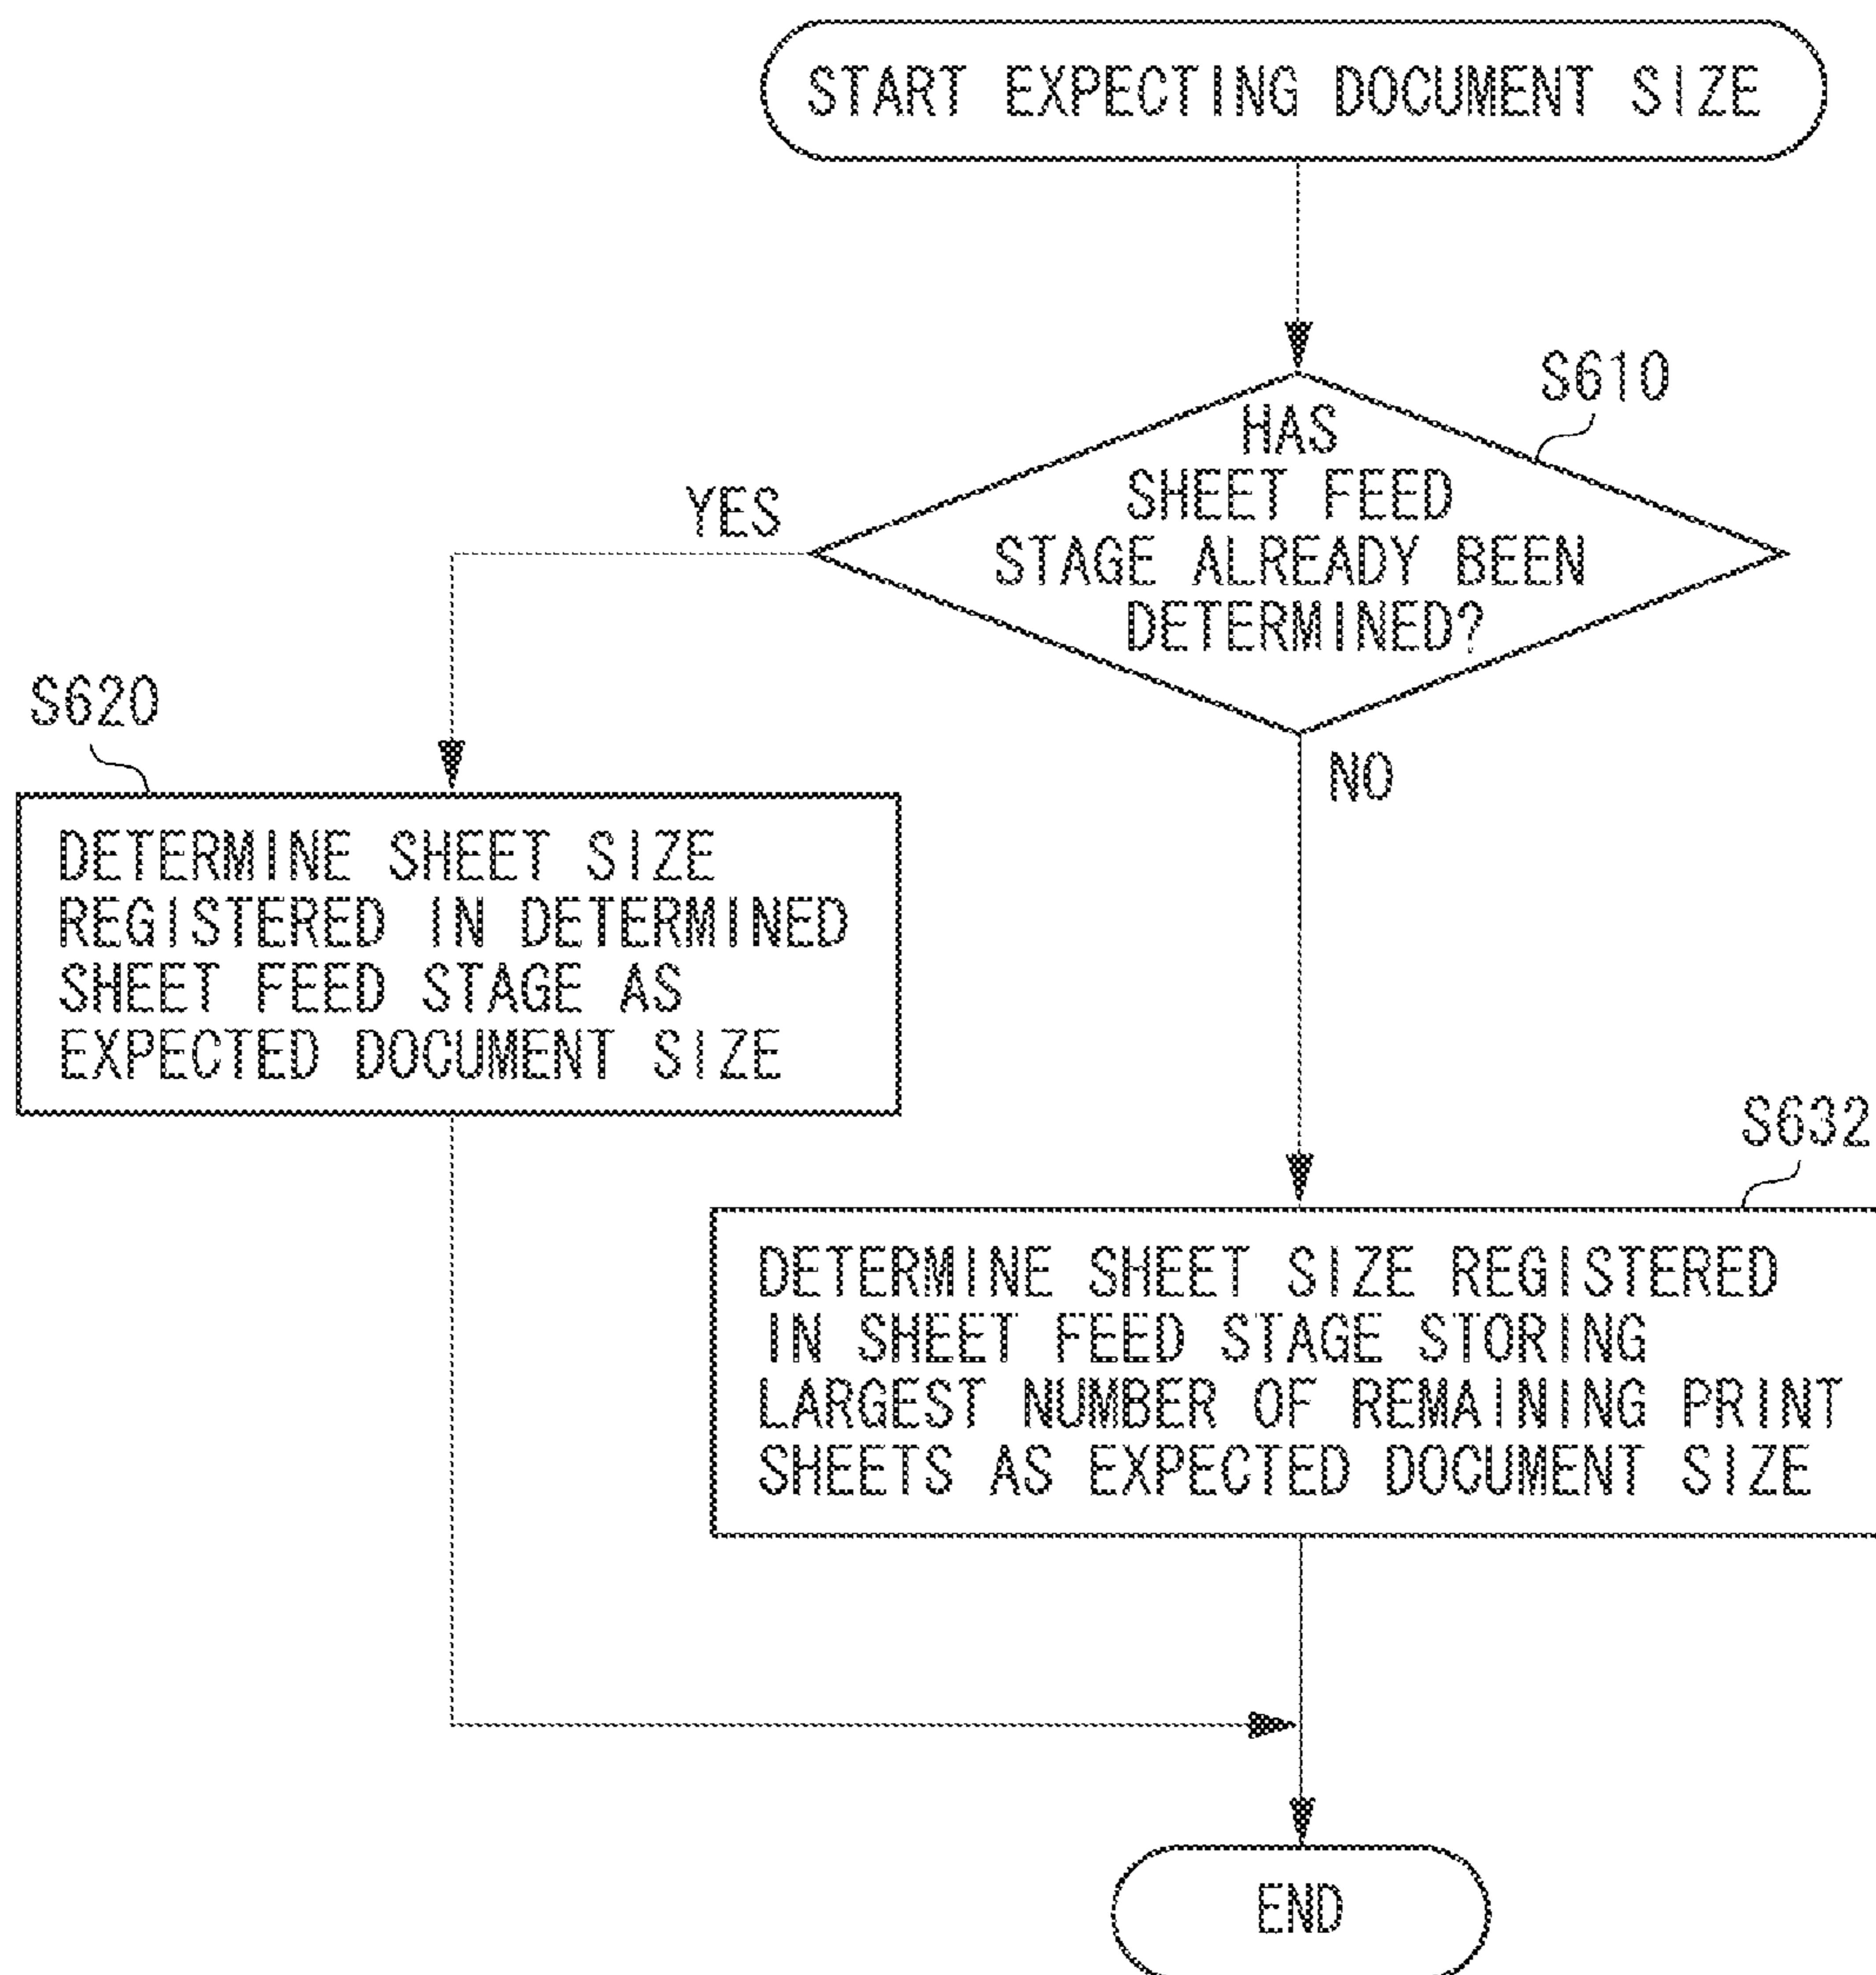 START EXPECTING DOCUMENT SIZE
S610
HAS
SHEET FEED
STAGE ALREADY BEEN
DETERMINED?
YES
NO
S620
DETERMINE SHEET SIZE
REGISTERED IN DETERMINED
SHEET FEED STAGE AS
EXPECTED DOCUMENT SIZE
S632
DETERMINE SHEET SIZE REGISTERED
IN SHEET FEED STAGE STORING
LARGEST NUMBER OF REMAINING PRINT
SHEETS AS EXPECTED DOCUMENT SIZE
END